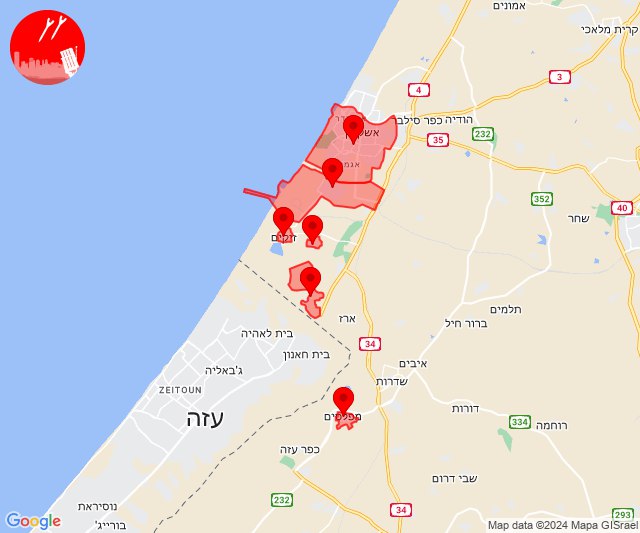 אמונים
קרית מלאכי
3
4
הודיה
כפר סילבר
232
35
352
40
שחר
תלמים
ארז
ברור חיל
בית לאהיה
34
בית חאנון
ג'באליה
איבים
שדרות
ZEITOUN
עזה
מפלסים
דורות
334
רוחמה
כפר עזה
שבי דרום
232
נוסיראת
34
293
בורייג'
Google
Map data ©2024 Mapa GISrael